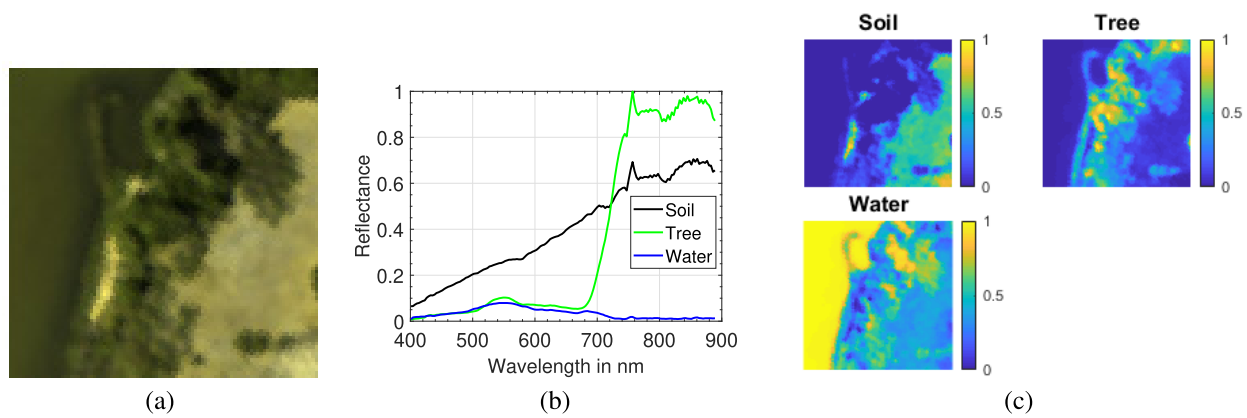 Soil
Tree
1
0.5
0
1
0.5
0
Water
1
0.5
0
1
0.8
0.6
0.4
0.2
0
Reflectance
Soil
Tree
Water
400 500 600 700 800 900
Wavelength in nm
(a)
(b)
(c)